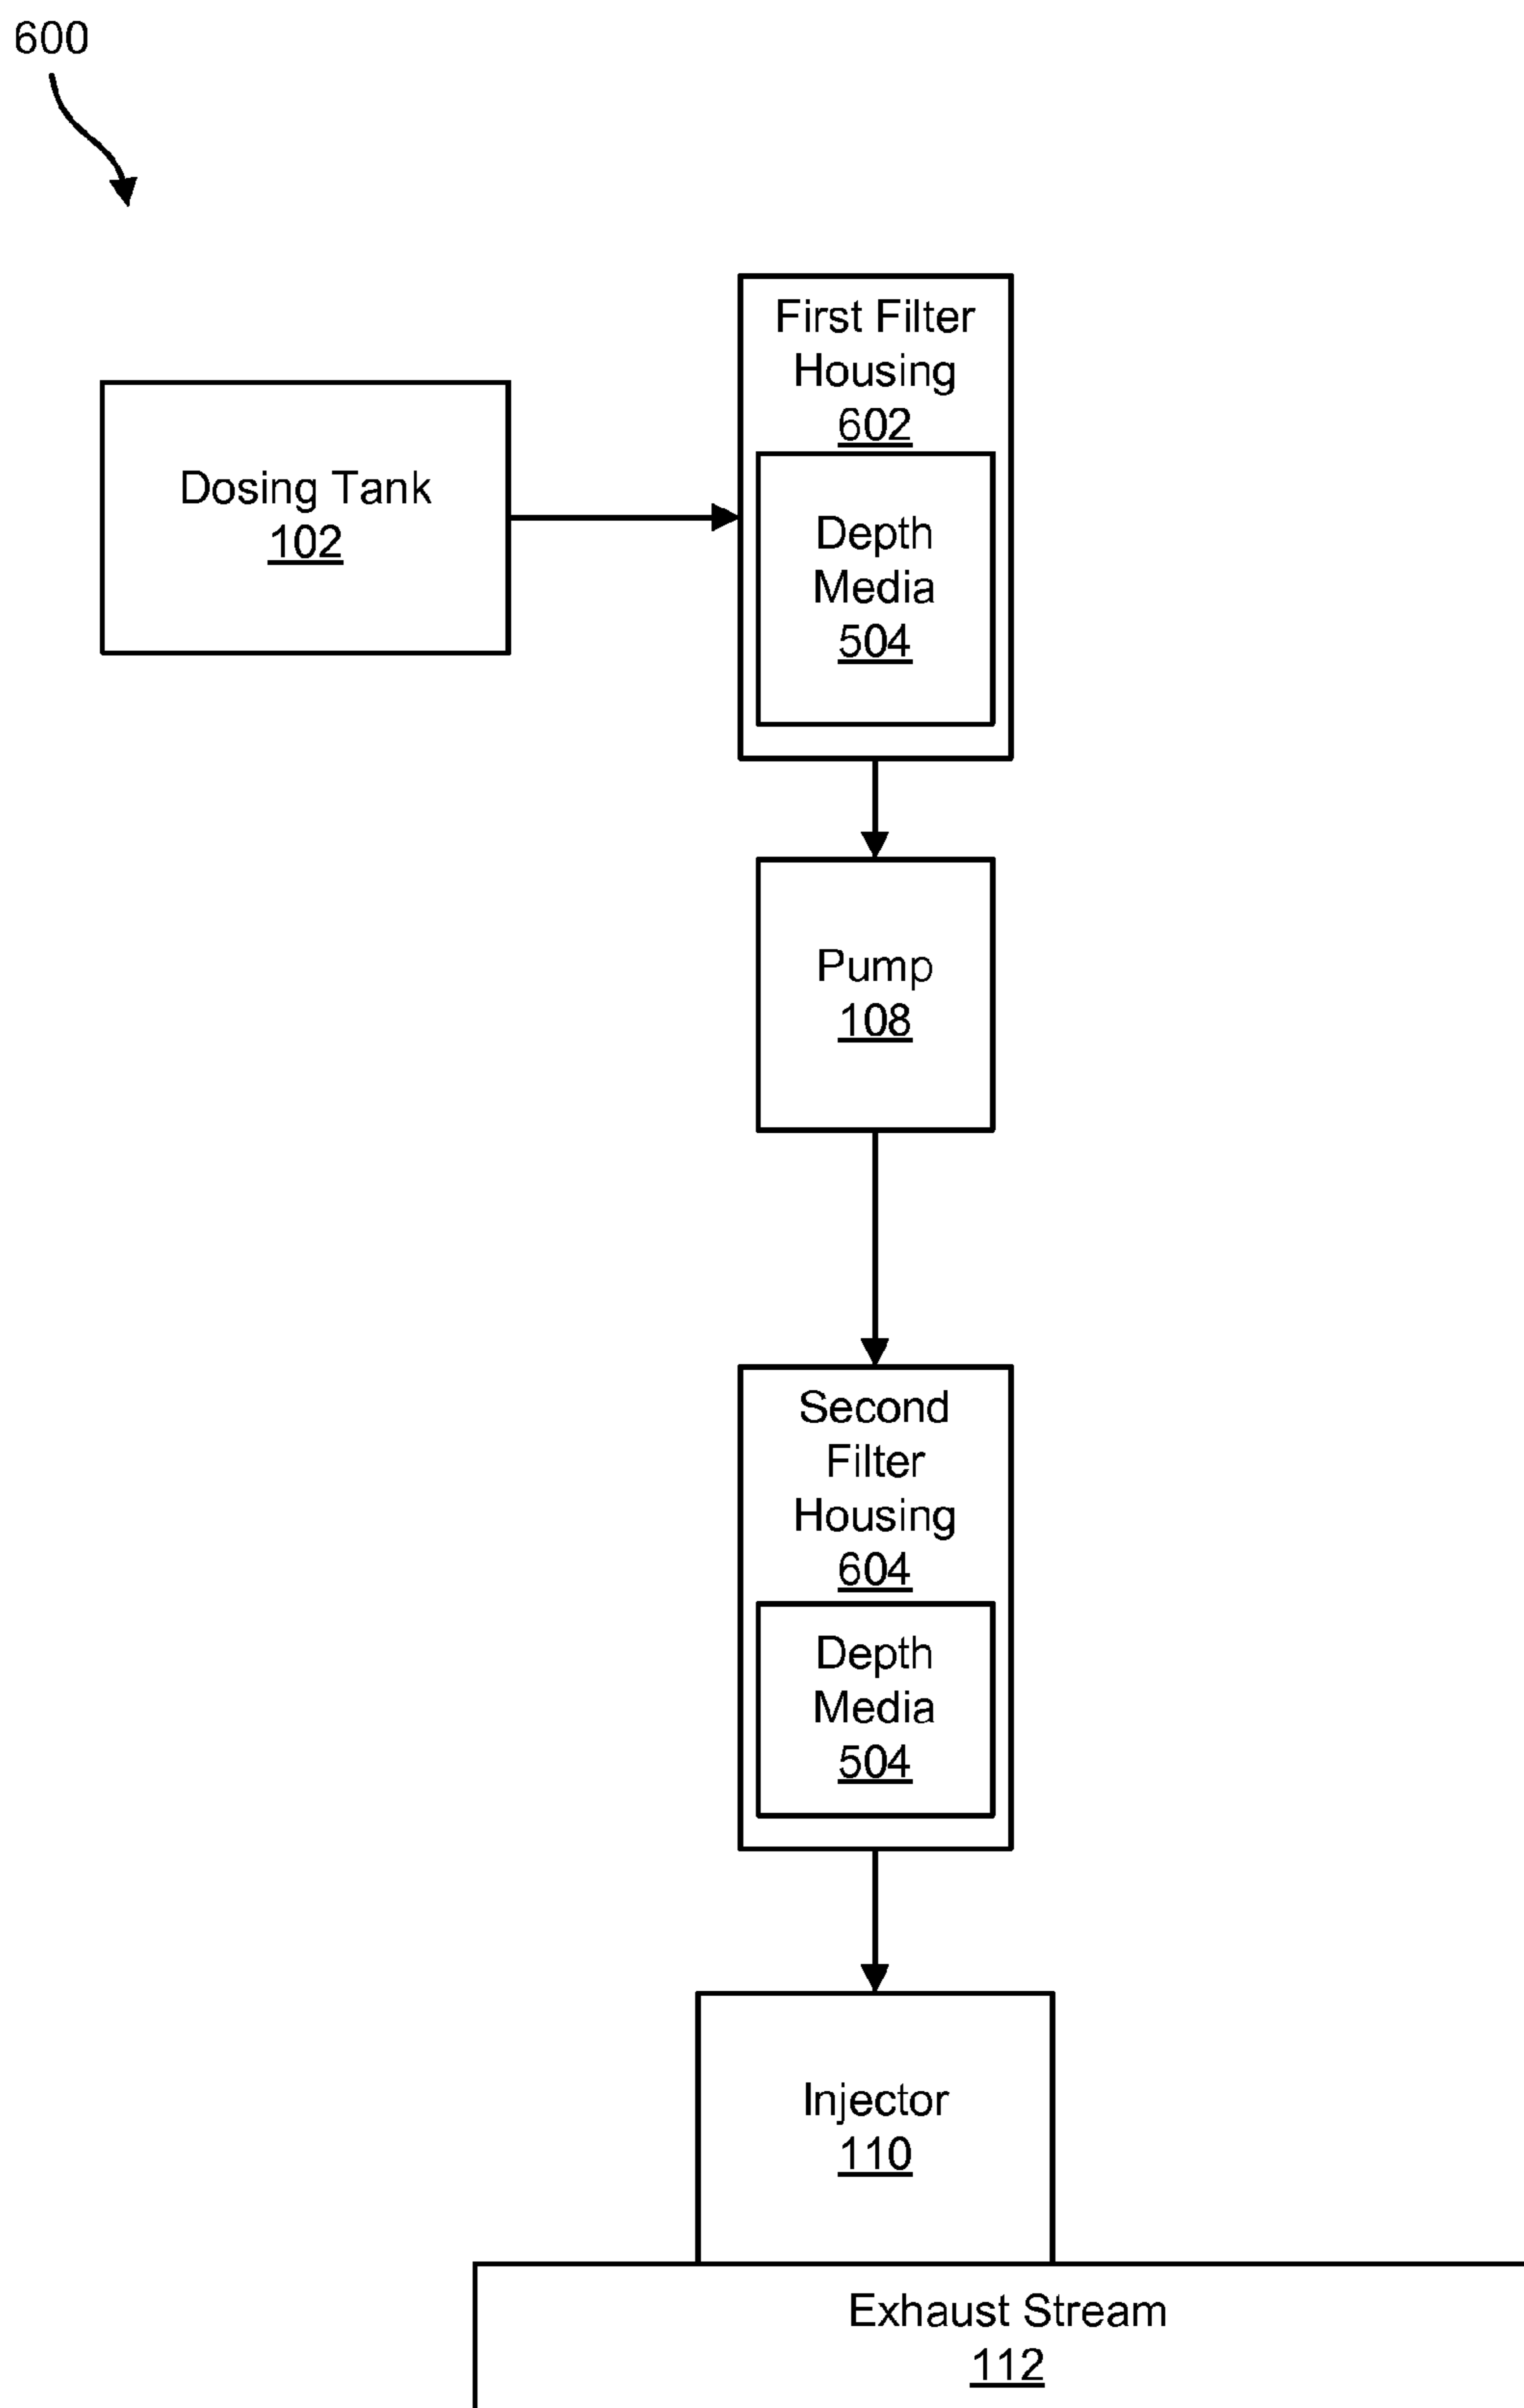 600
First Filter
Housing
602
Dosing Tank
102
Depth
Media
504
Pump
108
Second
Filter
Housing
604
Depth
Media
504
Injector
110
Exhaust Stream
112